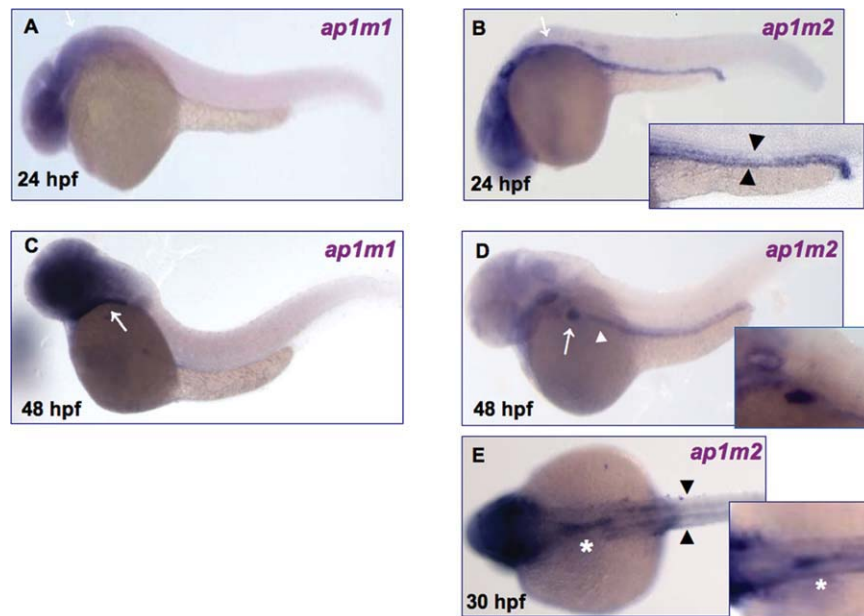 A
ap1m1
24 hpf
B
ap1m2
24 hpf
C
ap1m1
48 hpf
D
ap1m2
48 hpf
E
ap1m2
*
30 hpf
*